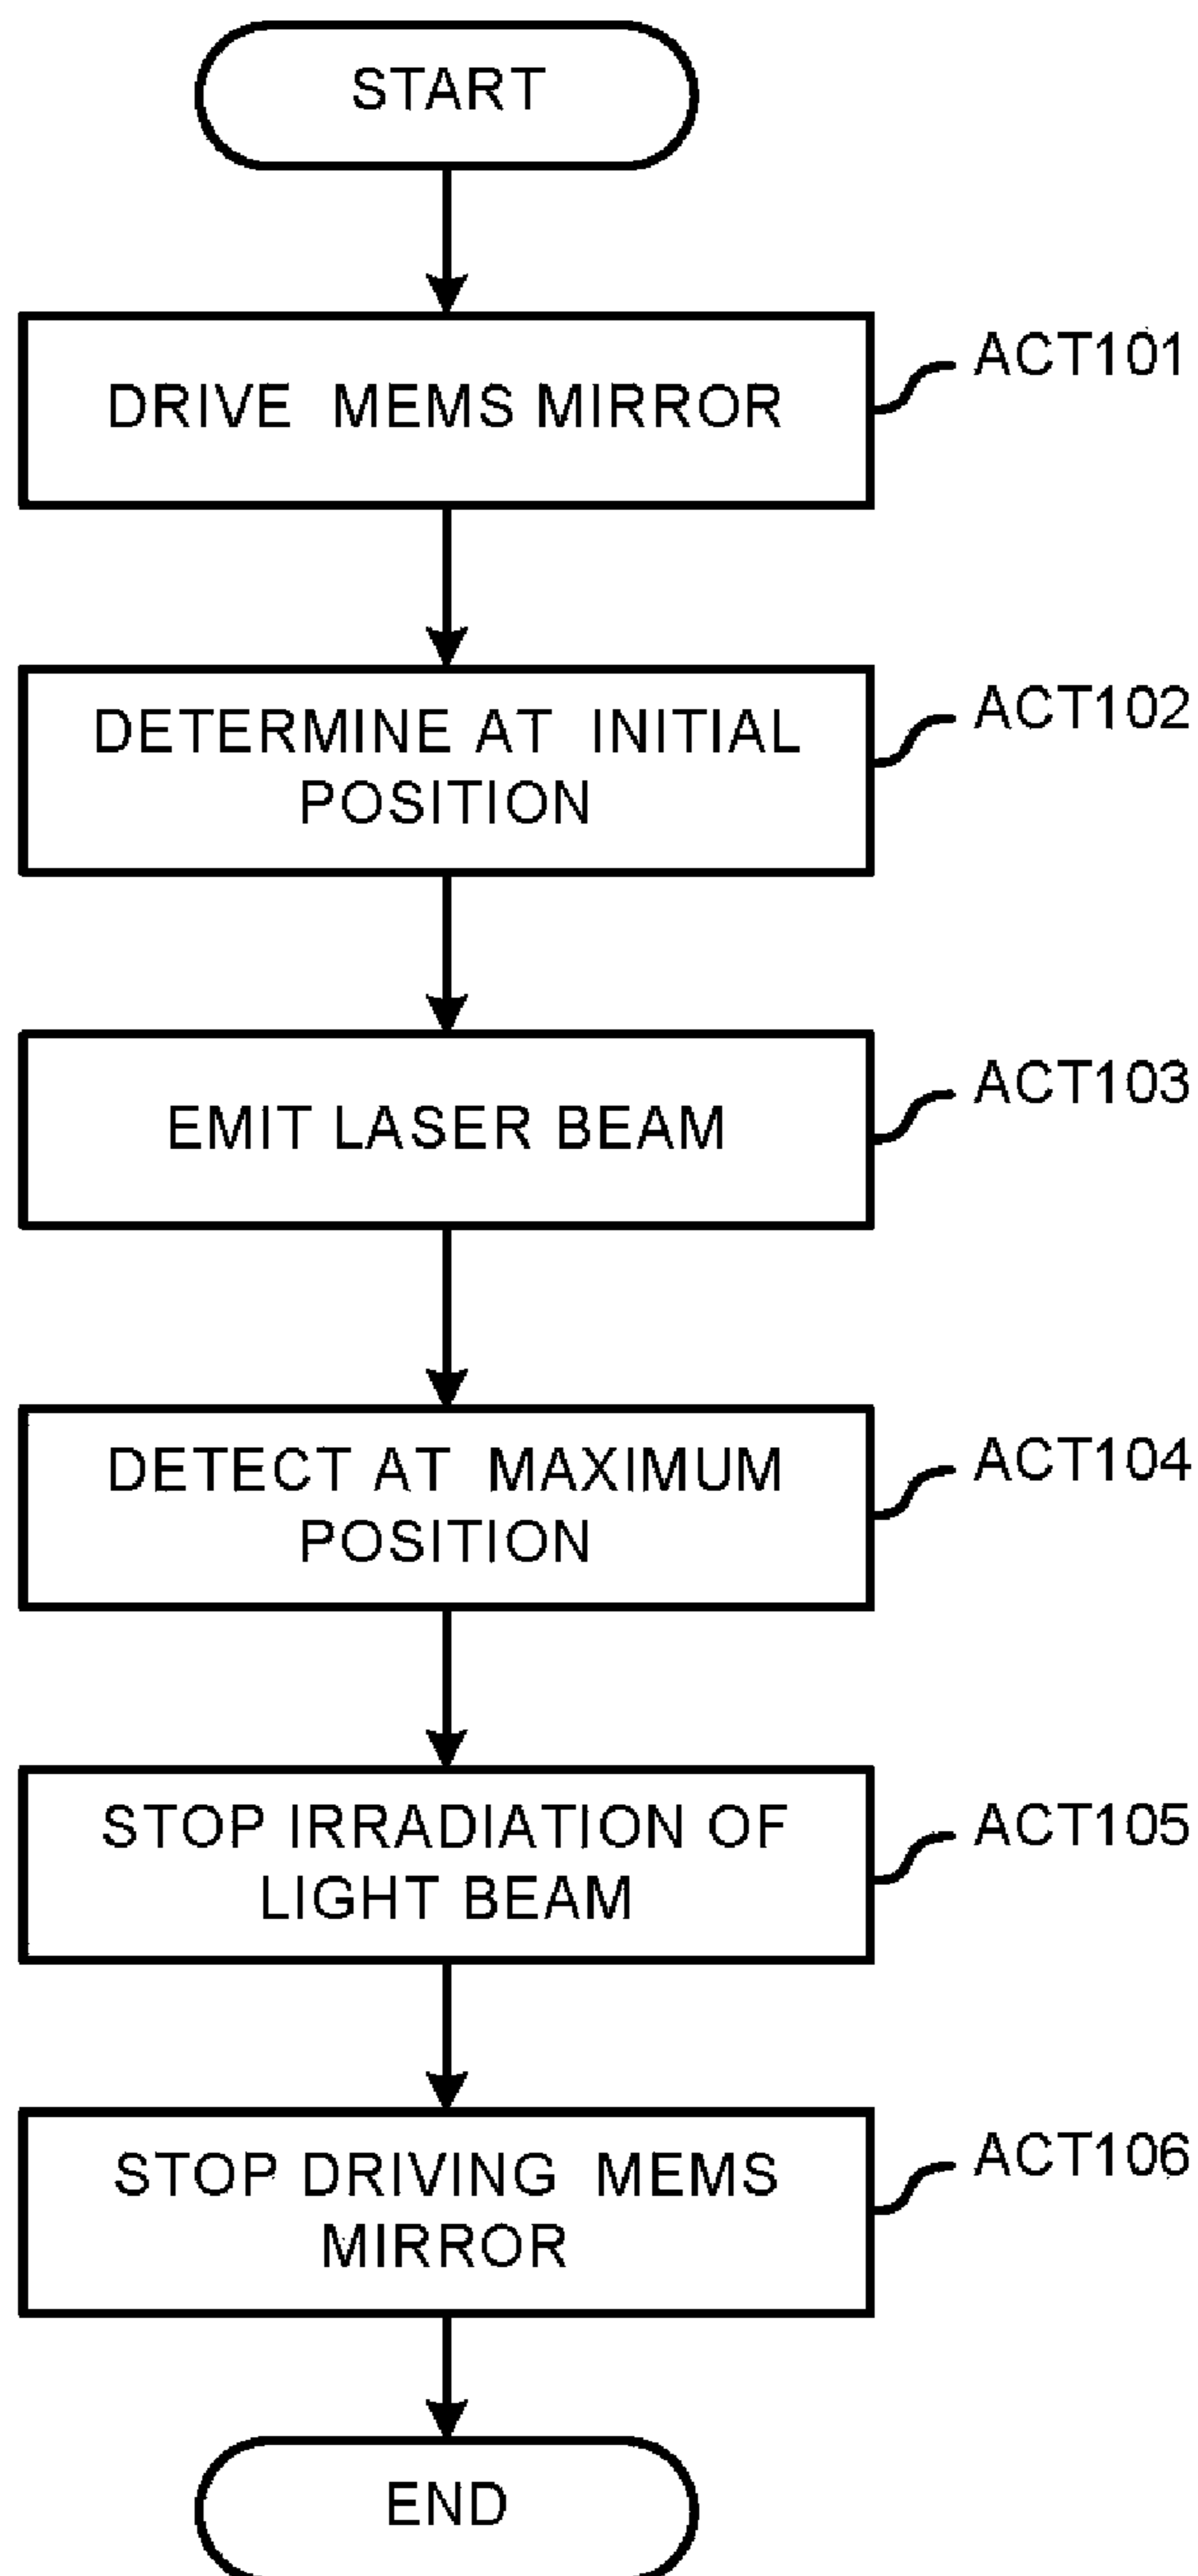 START
DRIVE MEMS MIRROR
ACT101
DETERMINE AT INITIAL
POSITION
ACT102
EMIT LASER BEAM
ACT103
DETECT AT MAXIMUM
POSITION
ACT104
STOP IRRADIATION OF
LIGHT BEAM
ACT105
STOP DRIVING MEMS
MIRROR
ACT106
END